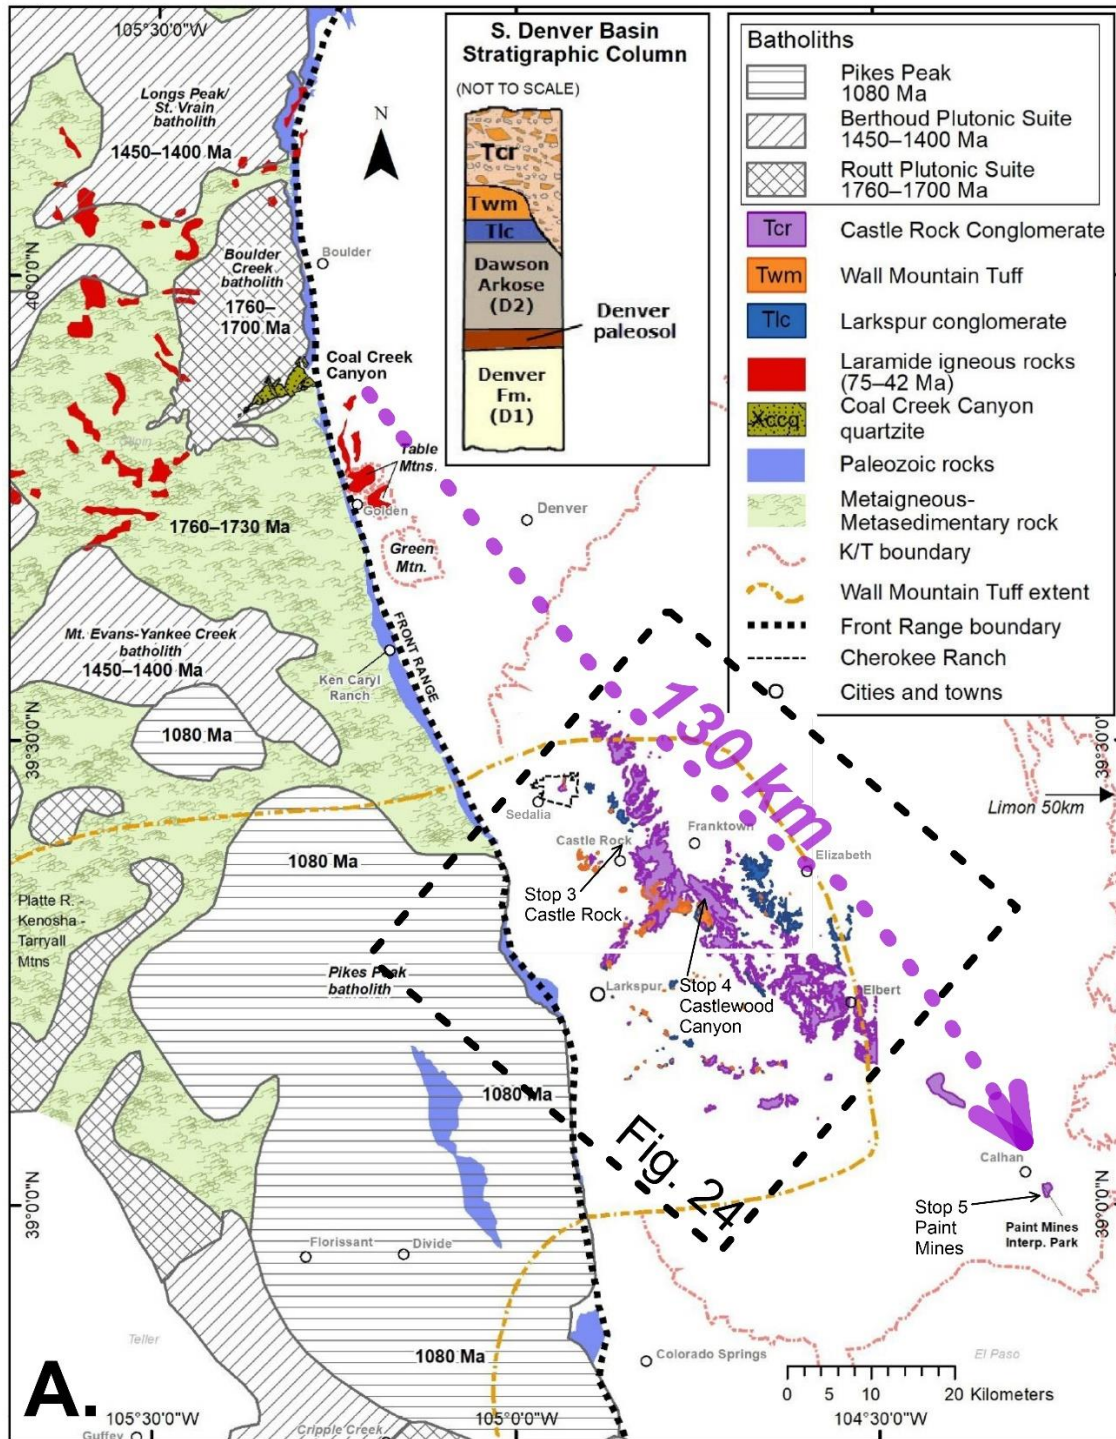 105°30'0"W
Longs Peak/
St. Vrain
batholith
1450–1400 Ma
N
Boulder
Boulder
Creek
batholith
1760–
1700 Ma
40°0'0"N
Coal Creek
Canyon
Table
Mtns.
Golden
Denver
Green
Mtn.
1760–1730 Ma
Mt. Evans-Yankee Creek
batholith
1450–1400 Ma
FRONT RANGE
Ken Caryl
Ranch
1080 Ma
39°30'0"N
130 km
39°30'0"N
Limon 50km
Sedalia
Castle Rock
Franktown
Elizabeth
1080 Ma
Stop 3
Castle Rock
Platte R. -
Kenosha -
Tarryall
Mtns
Pikes Peak
batholith
Larkspur
Stop 4
Castlewood
Canyon
Elbert
1080 Ma
Fig. 24
Calhan
Stop 5
Paint
Mines
Paint Mines
Interp. Park
39°0'0"N
39°0'0"N
Florissant
Divide
Teller
1080 Ma
Colorado Springs
El Paso
0 5 10 20 Kilometers
A.
105°30'0"W
105°0'0"W
104°30'0"W
Guffey
Cripple Creek
S. Denver Basin
Stratigraphic Column
(NOT TO SCALE)
Tcr
Twm
Tlc
Dawson
Arkose
(D2)
Denver
paleosol
Denver
Fm.
(D1)
Batholiths
Pikes Peak
1080 Ma
Berthoud Plutonic Suite
1450–1400 Ma
Routt Plutonic Suite
1760–1700 Ma
Tcr Castle Rock Conglomerate
Twm Wall Mountain Tuff
Tlc Larkspur conglomerate
Laramide igneous rocks
(75–42 Ma)
Xccq Coal Creek Canyon
quartzite
Paleozoic rocks
Metaigneous-
Metasedimentary rock
K/T boundary
Wall Mountain Tuff extent
Front Range boundary
Cherokee Ranch
Cities and towns